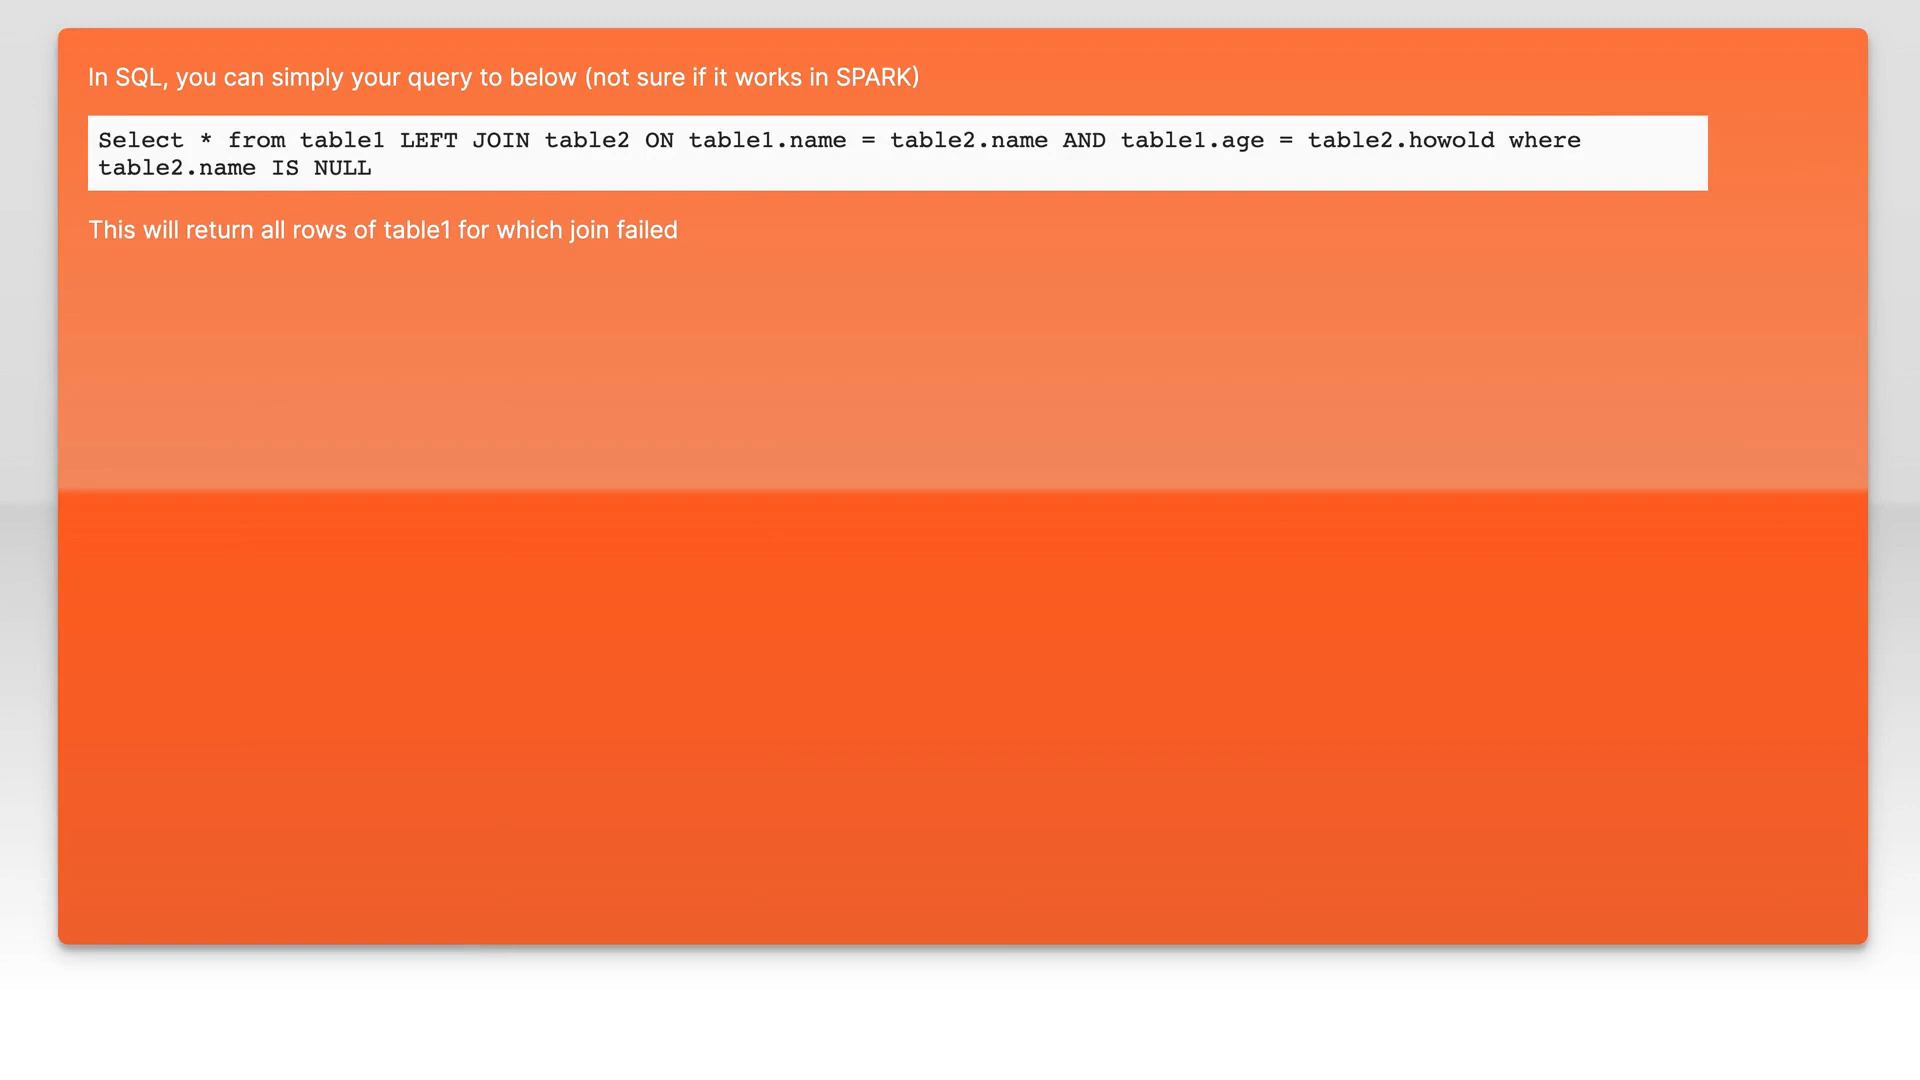 In SQL, you can simply your query to below (not sure if it works in SPARK)
Select * from table1 LEFT JOIN table2 ON table1.name = table2.name AND table1.age = table2.howold where
table2.name IS NULL
This will return all rows of table1 for which join failed